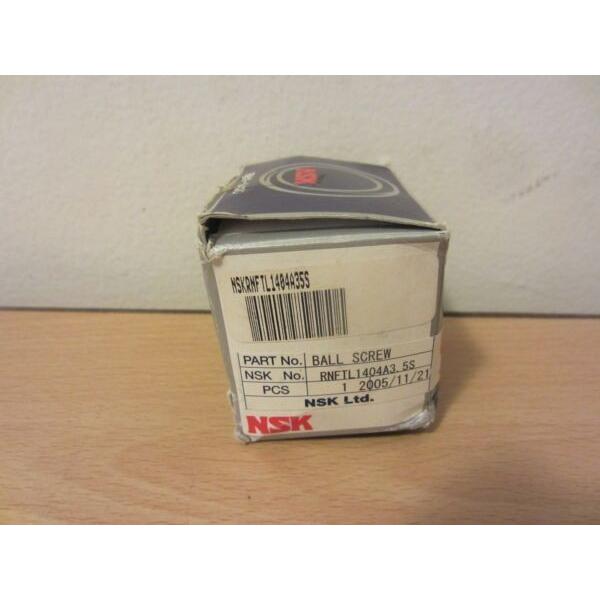 NSK
NSKRNFTL1404A35S
PART No. BALL SCREW
NSK No. RNFTL1404A3.5S
PCS 1 2005/11/21
NSK Ltd.
NSK